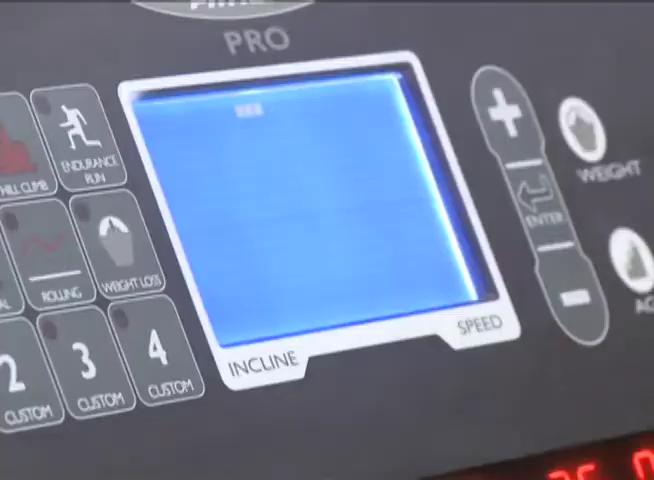 PRO
HILL CLIMB
ENDURANCE
RUN
WEIGHT
ENTER
ROLLING
WEIGHT LOSS
2
3
4
CUSTOM
CUSTOM
CUSTOM
INCLINE
SPEED